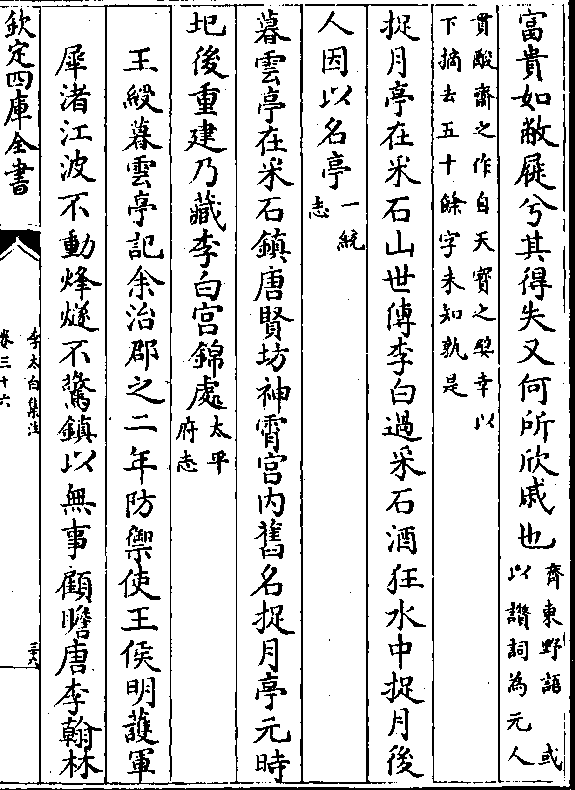 富貴如敝屣兮其得失又何所欣戚也
齊東野語　或
以讚詞為元人
貫酸齋之作自天寳之嬖幸以
下摘去五十餘字未知孰是
捉月亭在采石山世傳李白過采石酒狂水中捉月後
人因以名亭
一統
志
暮雲亭在采石鎮唐賢坊神霄宫内舊名捉月亭元時
圯後重建乃藏李白宫錦處
太平
府志
王緞暮雲亭記余治郡之二年防禦使王侯明護軍
犀渚江波不動烽燧不驚鎮以無事顧瞻唐李翰林
欽定四庫全書
李太白集注
卷三十六